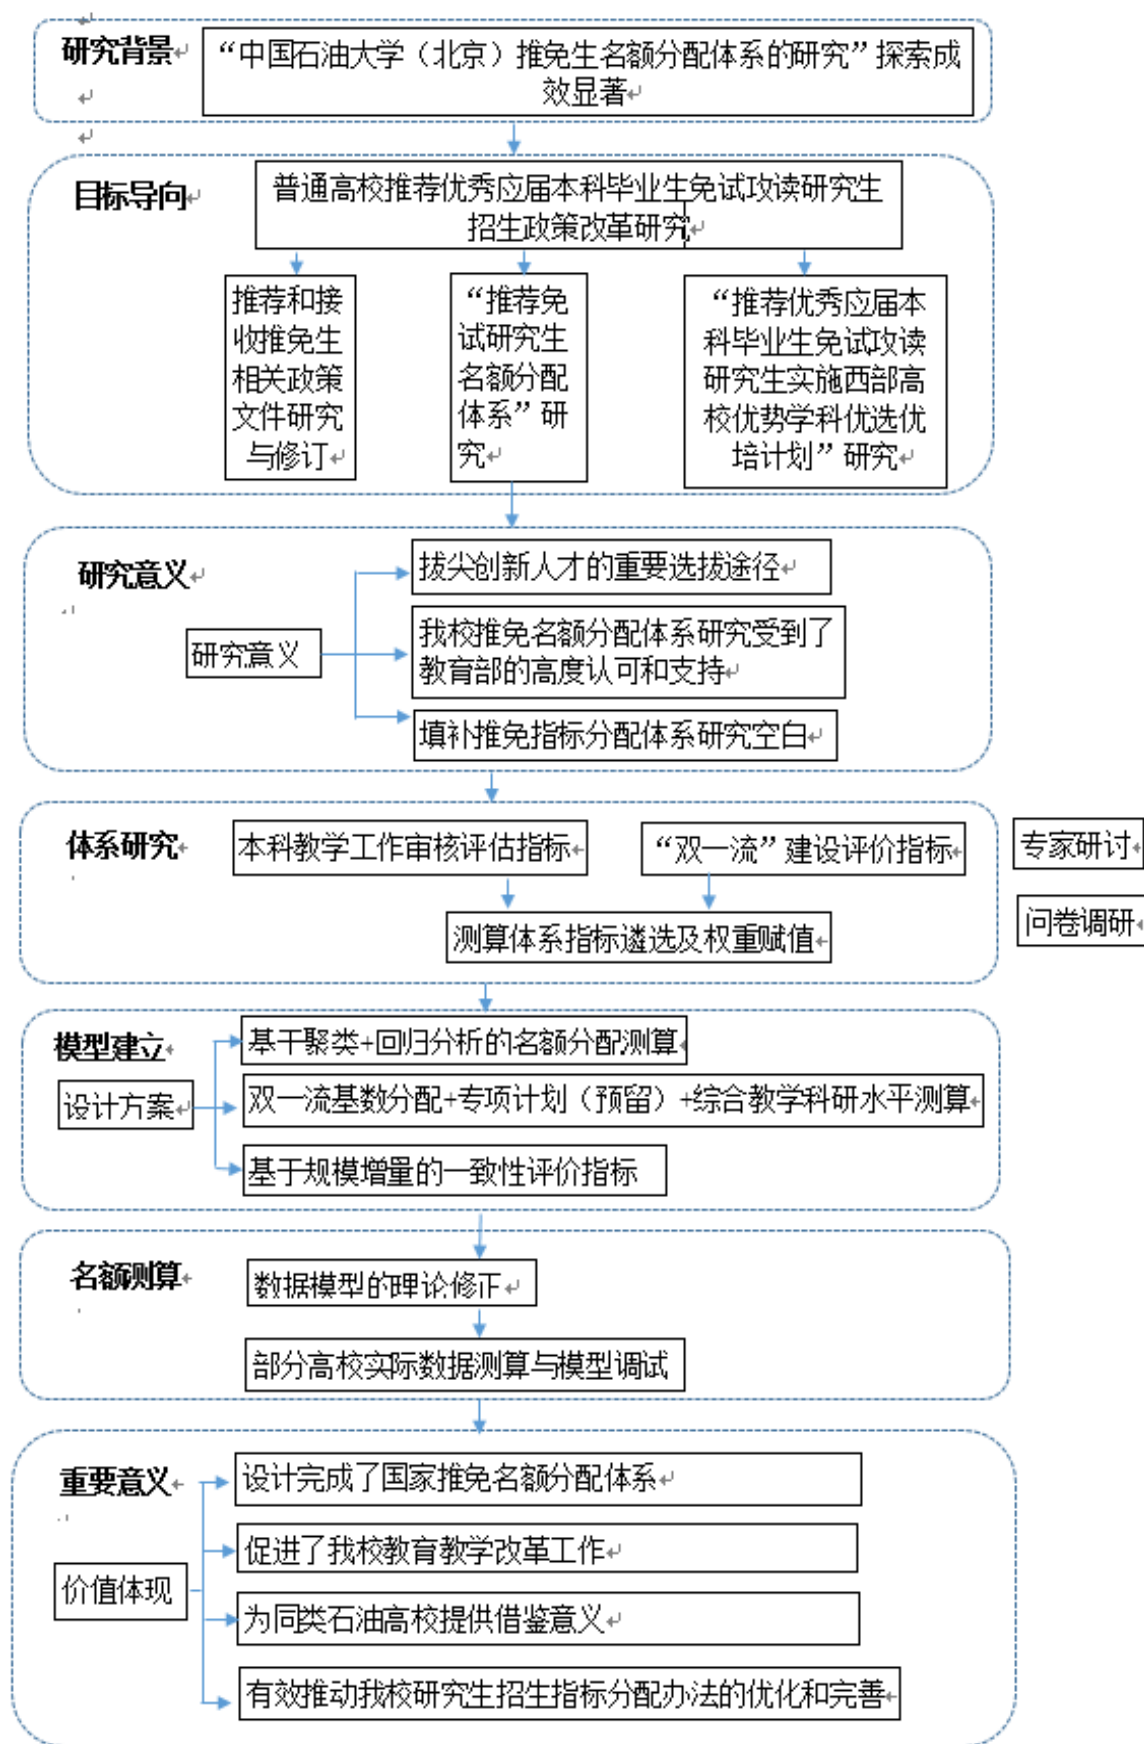 研究背景
“中国石油大学（北京）推免生名额分配体系的研究”探索成
效显著
目标导向
普通高校推荐优秀应届本科毕业生免试攻读研究生
招生政策改革研究
推荐和接
收推免生
相关政策
文件研究
与修订
“推荐免
试研究生
名额分配
体系”研
究
“推荐优秀应届本
科毕业生免试攻读
研究生实施西部高
校优势学科优选优
培计划”研究
研究意义
研究意义
拔尖创新人才的重要选拔途径
我校推免名额分配体系研究受到了
教育部的高度认可和支持
填补推免指标分配体系研究空白
体系研究
本科教学工作审核评估指标
“双一流”建设评价指标
测算体系指标遴选及权重赋值
专家研讨
问卷调研
模型建立
设计方案
基于聚类+回归分析的名额分配测算
双一流基数分配+专项计划（预留）+综合教学科研水平测算
基于规模增量的一致性评价指标
名额测算
数据模型的理论修正
部分高校实际数据测算与模型调试
重要意义
价值体现
设计完成了国家推免名额分配体系
促进了我校教育教学改革工作
为同类石油高校提供借鉴意义
有效推动我校研究生招生指标分配办法的优化和完善